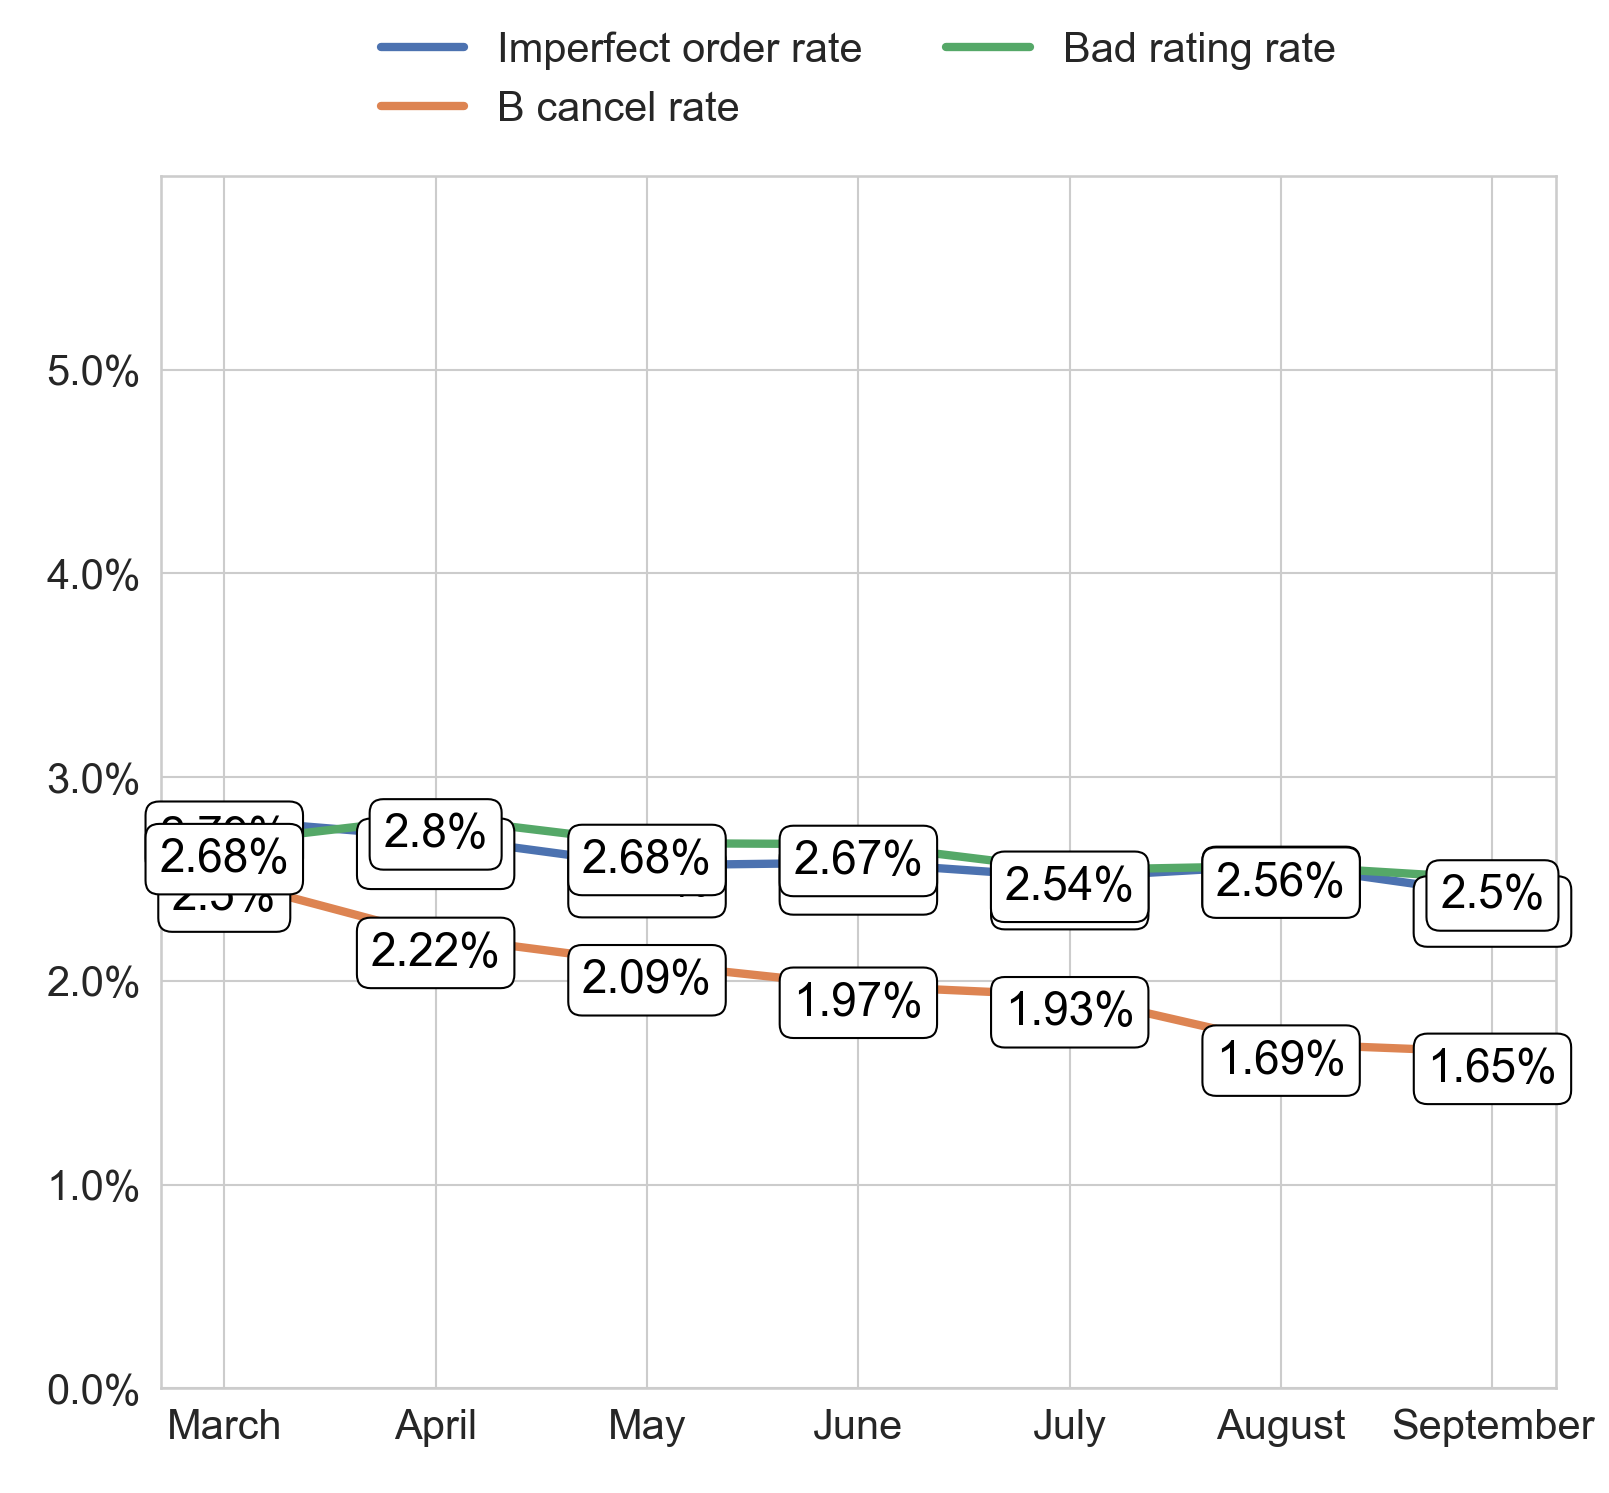 Imperfect order rate
Bad rating rate
B cancel rate
5.0%
4.0%
3.0%
2.0%
1.0%
0.0%
2.68%
2.8%
2.68%
2.67%
2.54%
2.56%
2.5%
2.5%
2.22%
2.09%
1.97%
1.93%
1.69%
1.65%
March
April
May
June
July
August
September